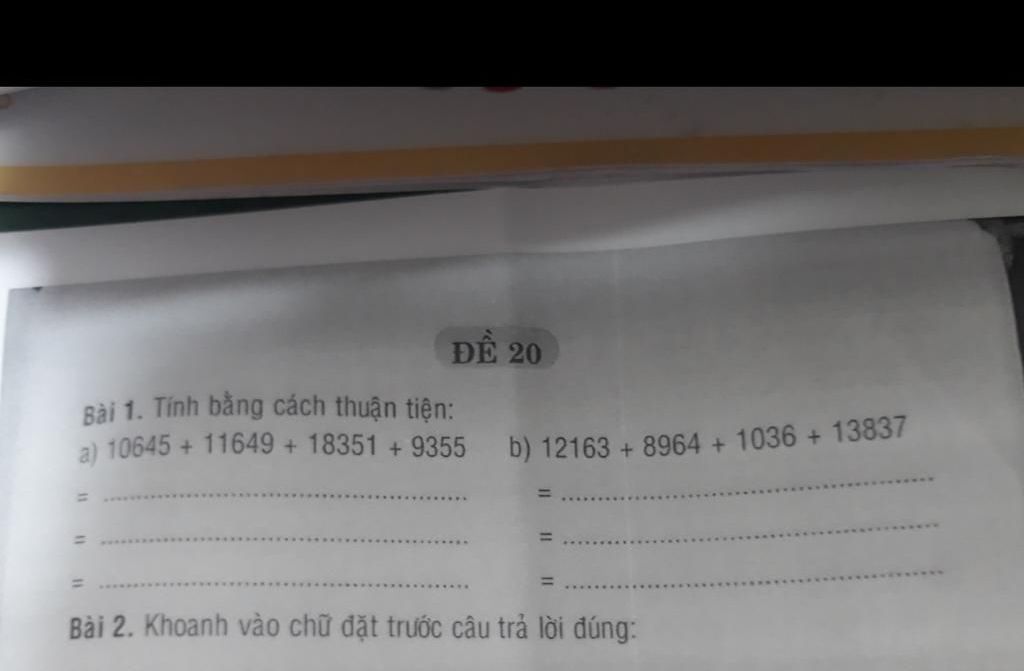 ĐỀ 20
Bài 1. Tính bằng cách thuận tiện:
a) 10645 + 11649 + 18351 + 9355 b) 12163 + 8964 + 1036 + 13837
= ........................................ = ........................................
= ........................................ = ........................................
= ........................................ = ........................................
Bài 2. Khoanh vào chữ đặt trước câu trả lời đúng: